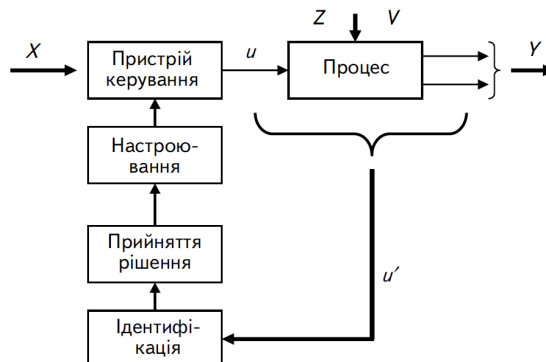 Z V
X
Пристрій
керування
u
Процес
Y
Настрою-
вання
Прийняття
рішення
u′
Ідентифі-
кація